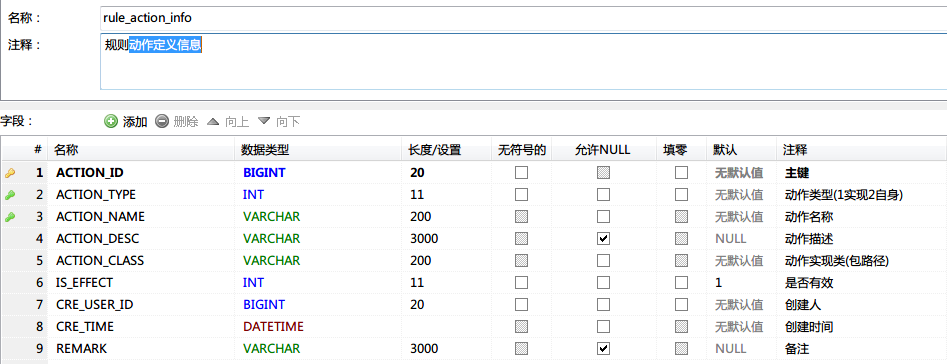 名称： rule_action_info
注释： 规则动作定义信息
字段： 添加 删除 向上 向下
# 名称 数据类型 长度/设置 无符号的 允许NULL 填零 默认 注释
1 ACTION_ID BIGINT 20 无默认值 主键
2 ACTION_TYPE INT 11 无默认值 动作类型(1实现2自身)
3 ACTION_NAME VARCHAR 200 无默认值 动作名称
4 ACTION_DESC VARCHAR 3000 NULL 动作描述
5 ACTION_CLASS VARCHAR 200 无默认值 动作实现类(包路径)
6 IS_EFFECT INT 11 1 是否有效
7 CRE_USER_ID BIGINT 20 无默认值 创建人
8 CRE_TIME DATETIME 无默认值 创建时间
9 REMARK VARCHAR 3000 NULL 备注